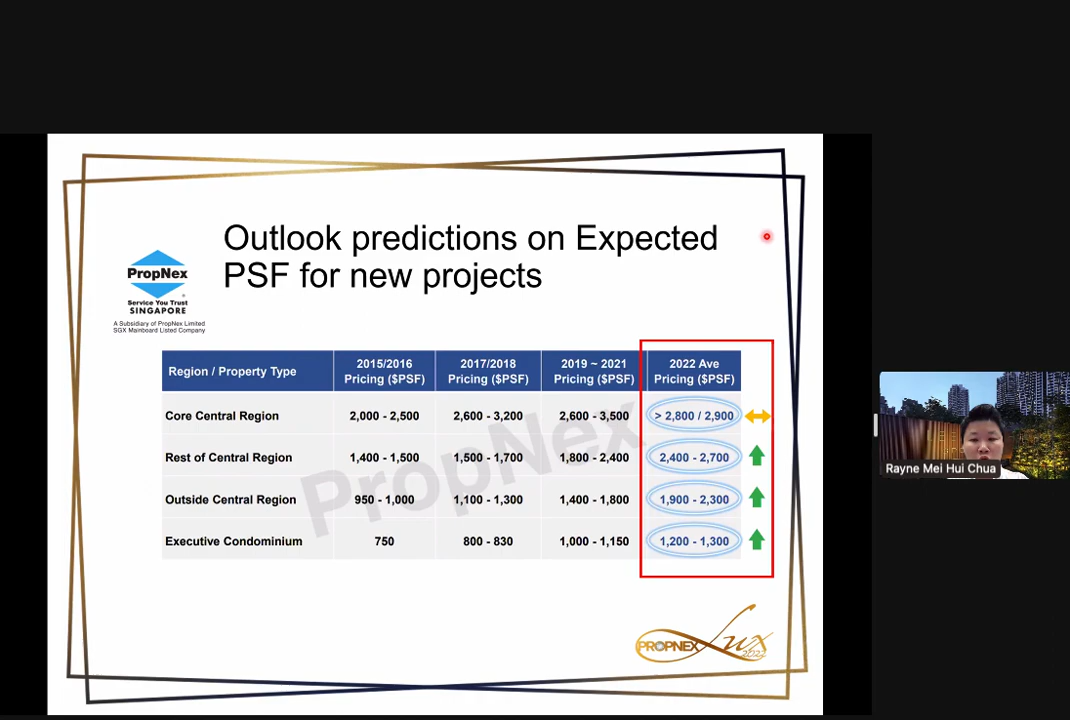 Outlook predictions on Expected
PSF for new projects
PropNex
Service You Trust
SINGAPORE
A Subsidiary of PropNex Limited
SGX Mainboard Listed Company
Region / Property Type
2015/2016
Pricing ($PSF)
2017/2018
Pricing ($PSF)
2019 ~ 2021
Pricing ($PSF)
2022 Ave
Pricing ($PSF)
Core Central Region 2,000 - 2,500 2,600 - 3,200 2,600 - 3,500 > 2,800 / 2,900
Rest of Central Region 1,400 - 1,500 1,500 - 1,700 1,800 - 2,400 2,400 - 2,700
Outside Central Region 950 - 1,000 1,100 - 1,300 1,400 - 1,800 1,900 - 2,300
Executive Condominium 750 800 - 830 1,000 - 1,150 1,200 - 1,300
PropNex
PROPNEX Lux
2022
Rayne Mei Hui Chua